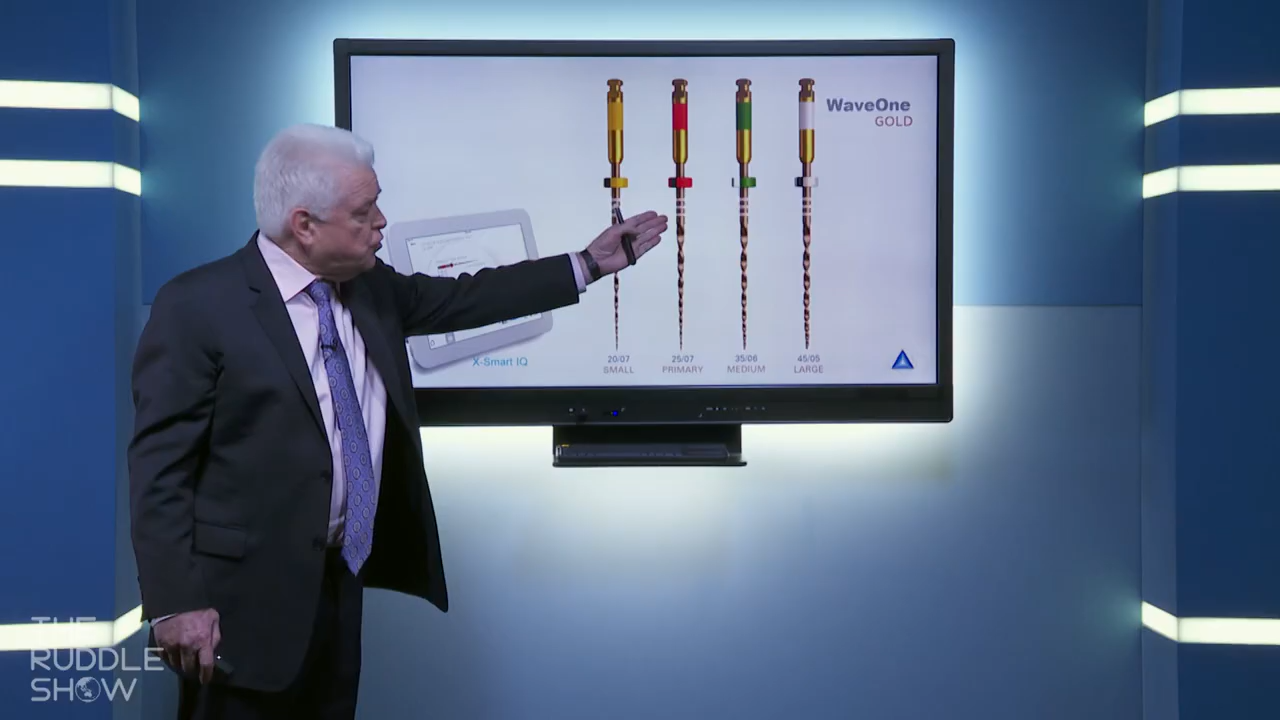 WaveOne
GOLD
X-Smart IQ
20/07
SMALL
25/07
PRIMARY
35/06
MEDIUM
45/05
LARGE
THE
RUDDLE
SHOW